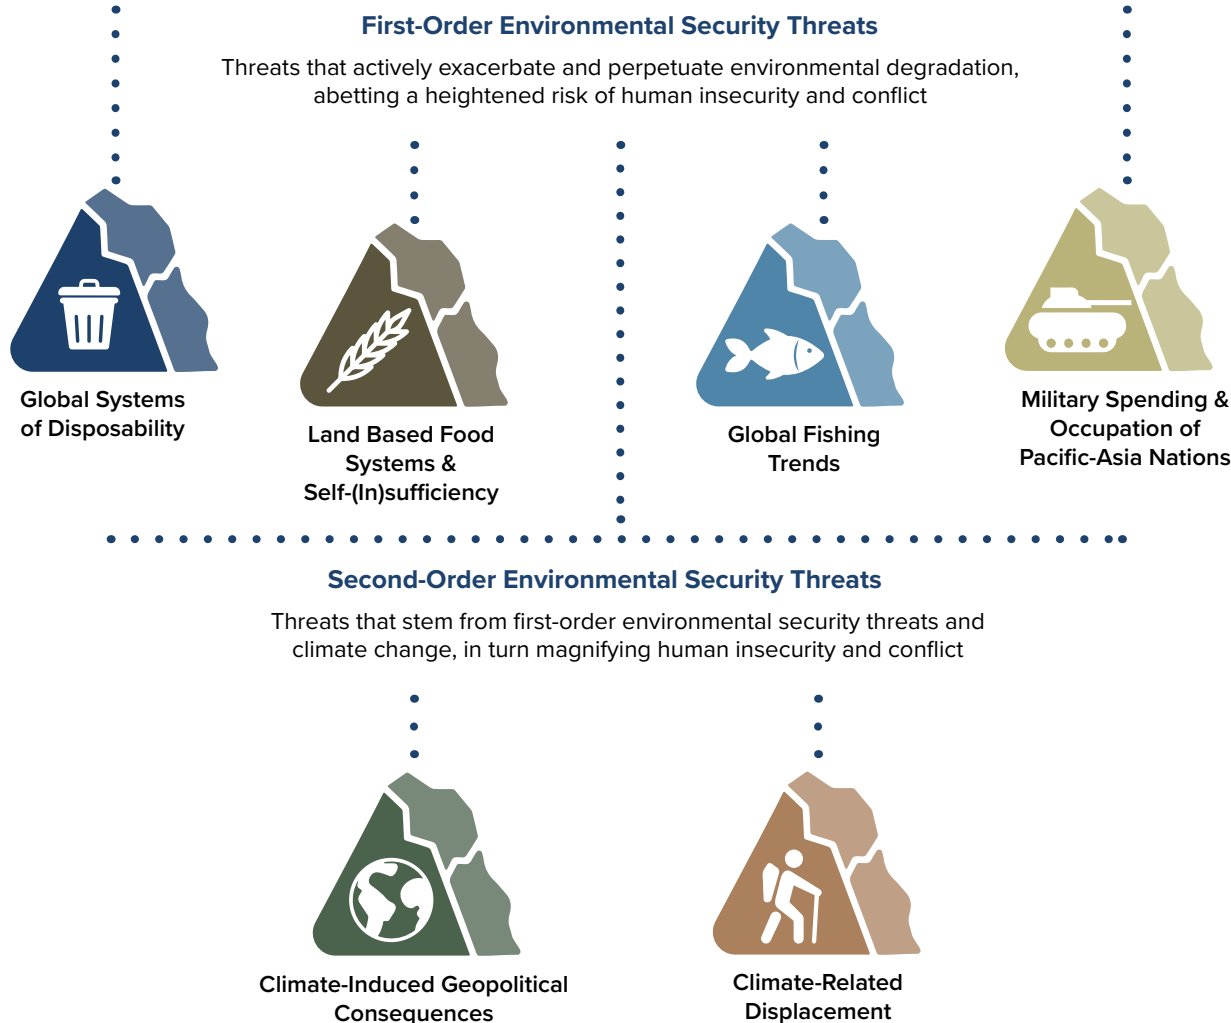 First-Order Environmental Security Threats
Threats that actively exacerbate and perpetuate environmental degradation,
abetting a heightened risk of human insecurity and conflict
Global Systems
of Disposability
Land Based Food
Systems &
Self-(In)sufficiency
Global Fishing
Trends
Military Spending &
Occupation of
Pacific-Asia Nations
Second-Order Environmental Security Threats
Threats that stem from first-order environmental security threats and
climate change, in turn magnifying human insecurity and conflict
Climate-Induced Geopolitical
Consequences
Climate-Related
Displacement